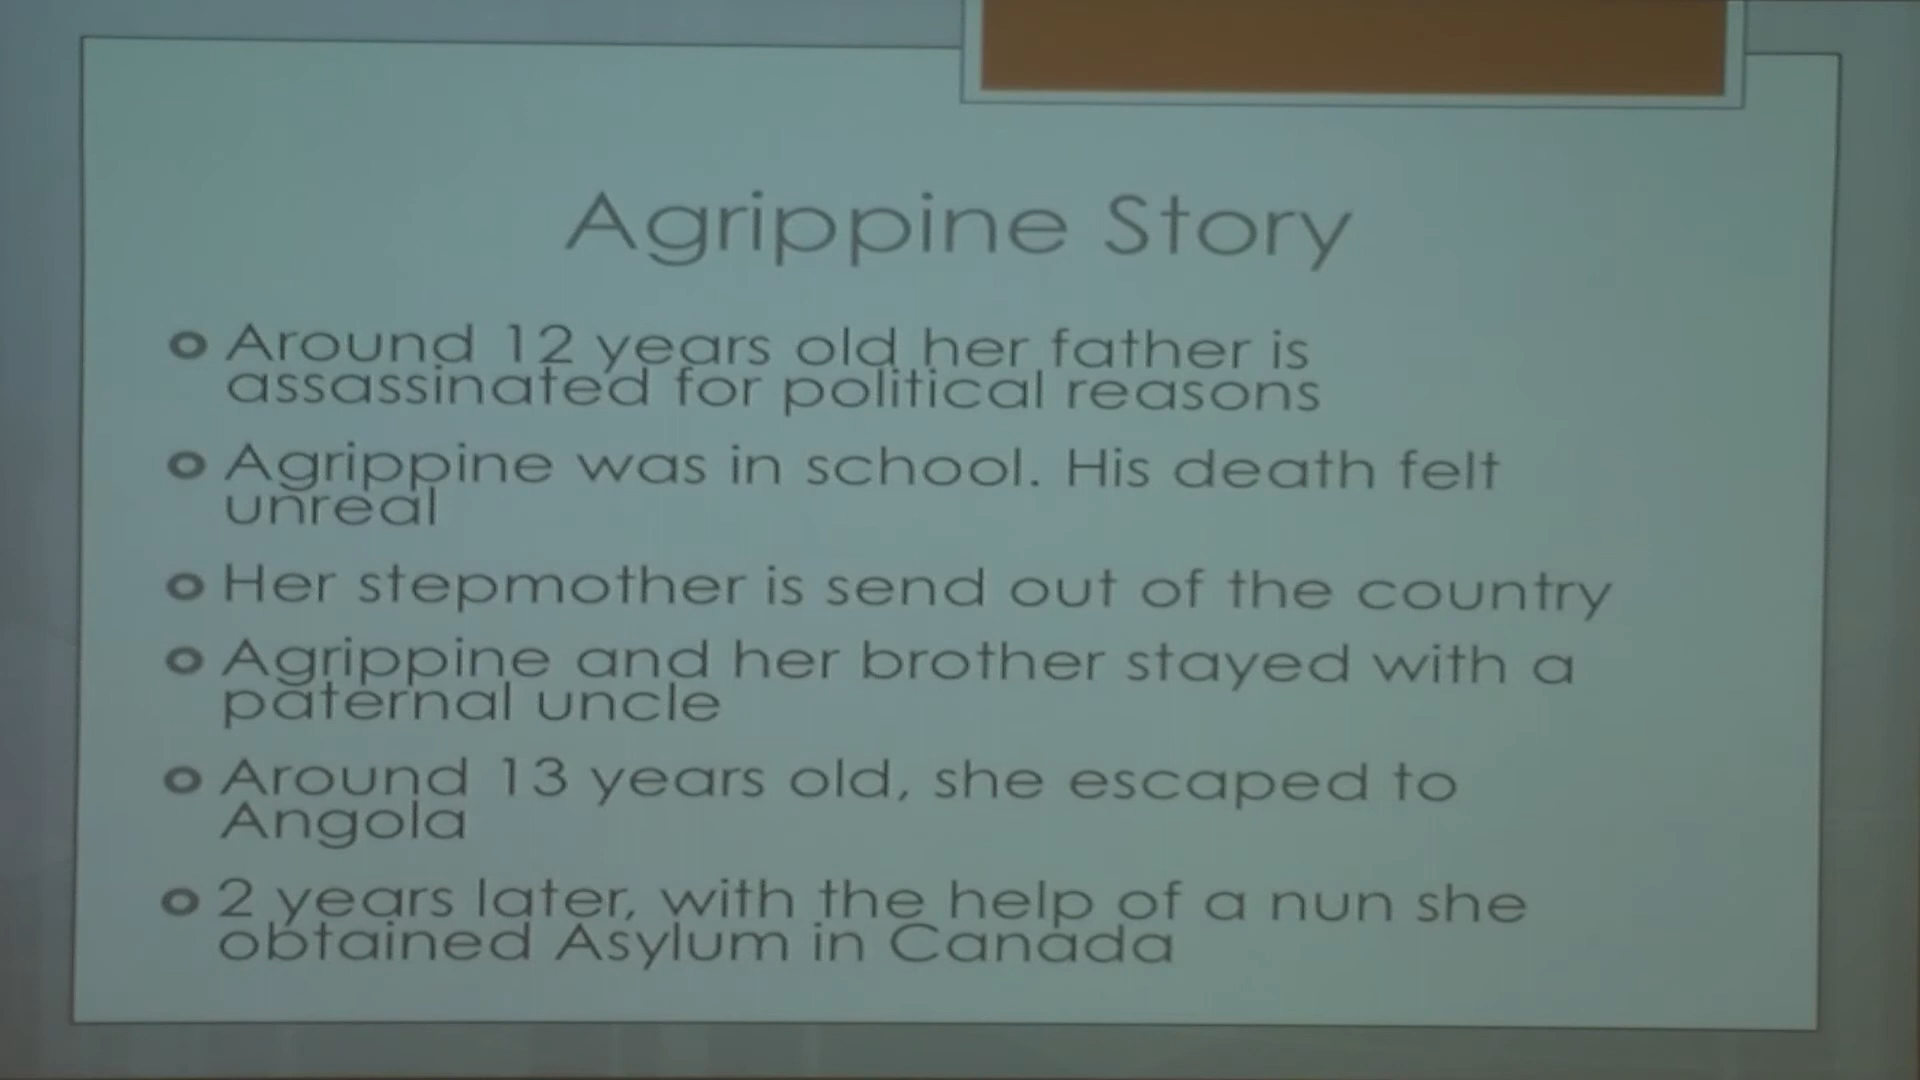 Agrippine Story
Around 12 years old her father is
assassinated for political reasons
Agrippine was in school. His death felt
unreal
Her stepmother is send out of the country
Agrippine and her brother stayed with a
paternal uncle
Around 13 years old, she escaped to
Angola
2 years later, with the help of a nun she
obtained Asylum in Canada